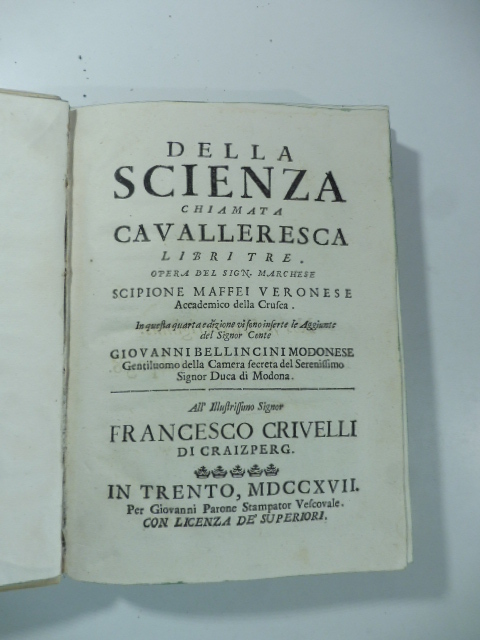 DELLA
SCIENZA
CHIAMATA
CAVALLERESCA
LIBRI TRE.
OPERA DEL SIGN. MARCHESE
SCIPIONE MAFFEI VERONESE
Accademico della Cruſca.
In queſta quarta edizione vi ſono inſerte le Aggiunte
del Signor Conte
GIOVANNI BELLINCINI MODONESE
Gentiluomo della Camera ſecreta del Sereniſſimo
Signor Duca di Modona.
All' Illuſtriſſimo Signor
FRANCESCO CRIVELLI
DI CRAIZPERG.
IN TRENTO, MDCCXVII.
Per Giovanni Parone Stampator Veſcovale.
CON LICENZA DE' SUPERIORI.